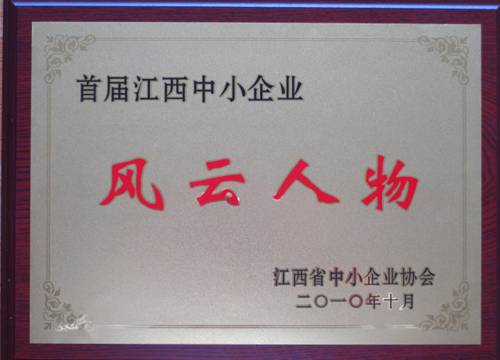 首届江西中小企业
风云人物
江西省中小企业协会
二〇一〇年十月